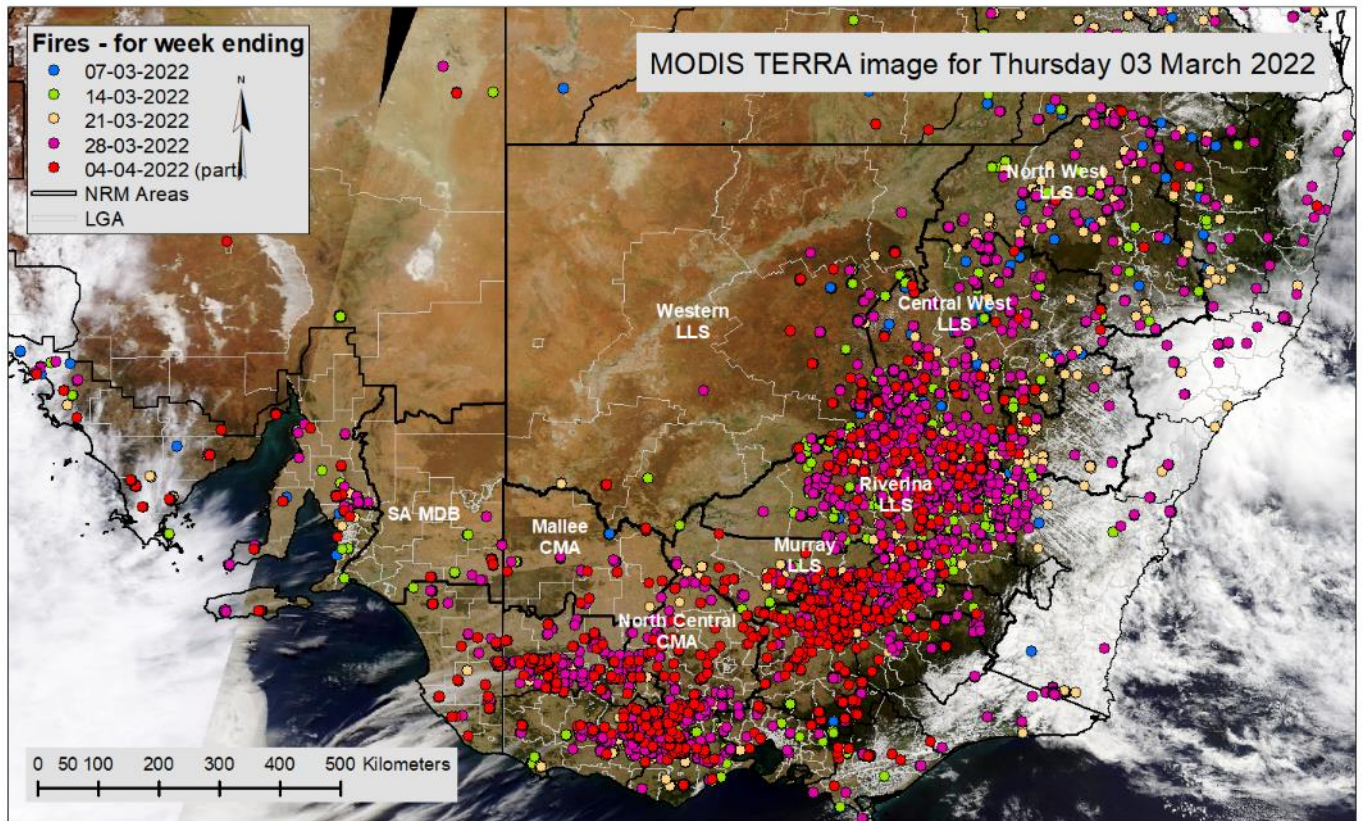 Fires - for week ending
07-03-2022
14-03-2022
21-03-2022
28-03-2022
04-04-2022 (part)
NRM Areas
LGA
N
MODIS TERRA image for Thursday 03 March 2022
North West
LLS
Central West
LLS
Western
LLS
Riverina
LLS
SA MDB
Mallee
CMA
Murray
LLS
North Central
CMA
0 50 100 200 300 400 500 Kilometers